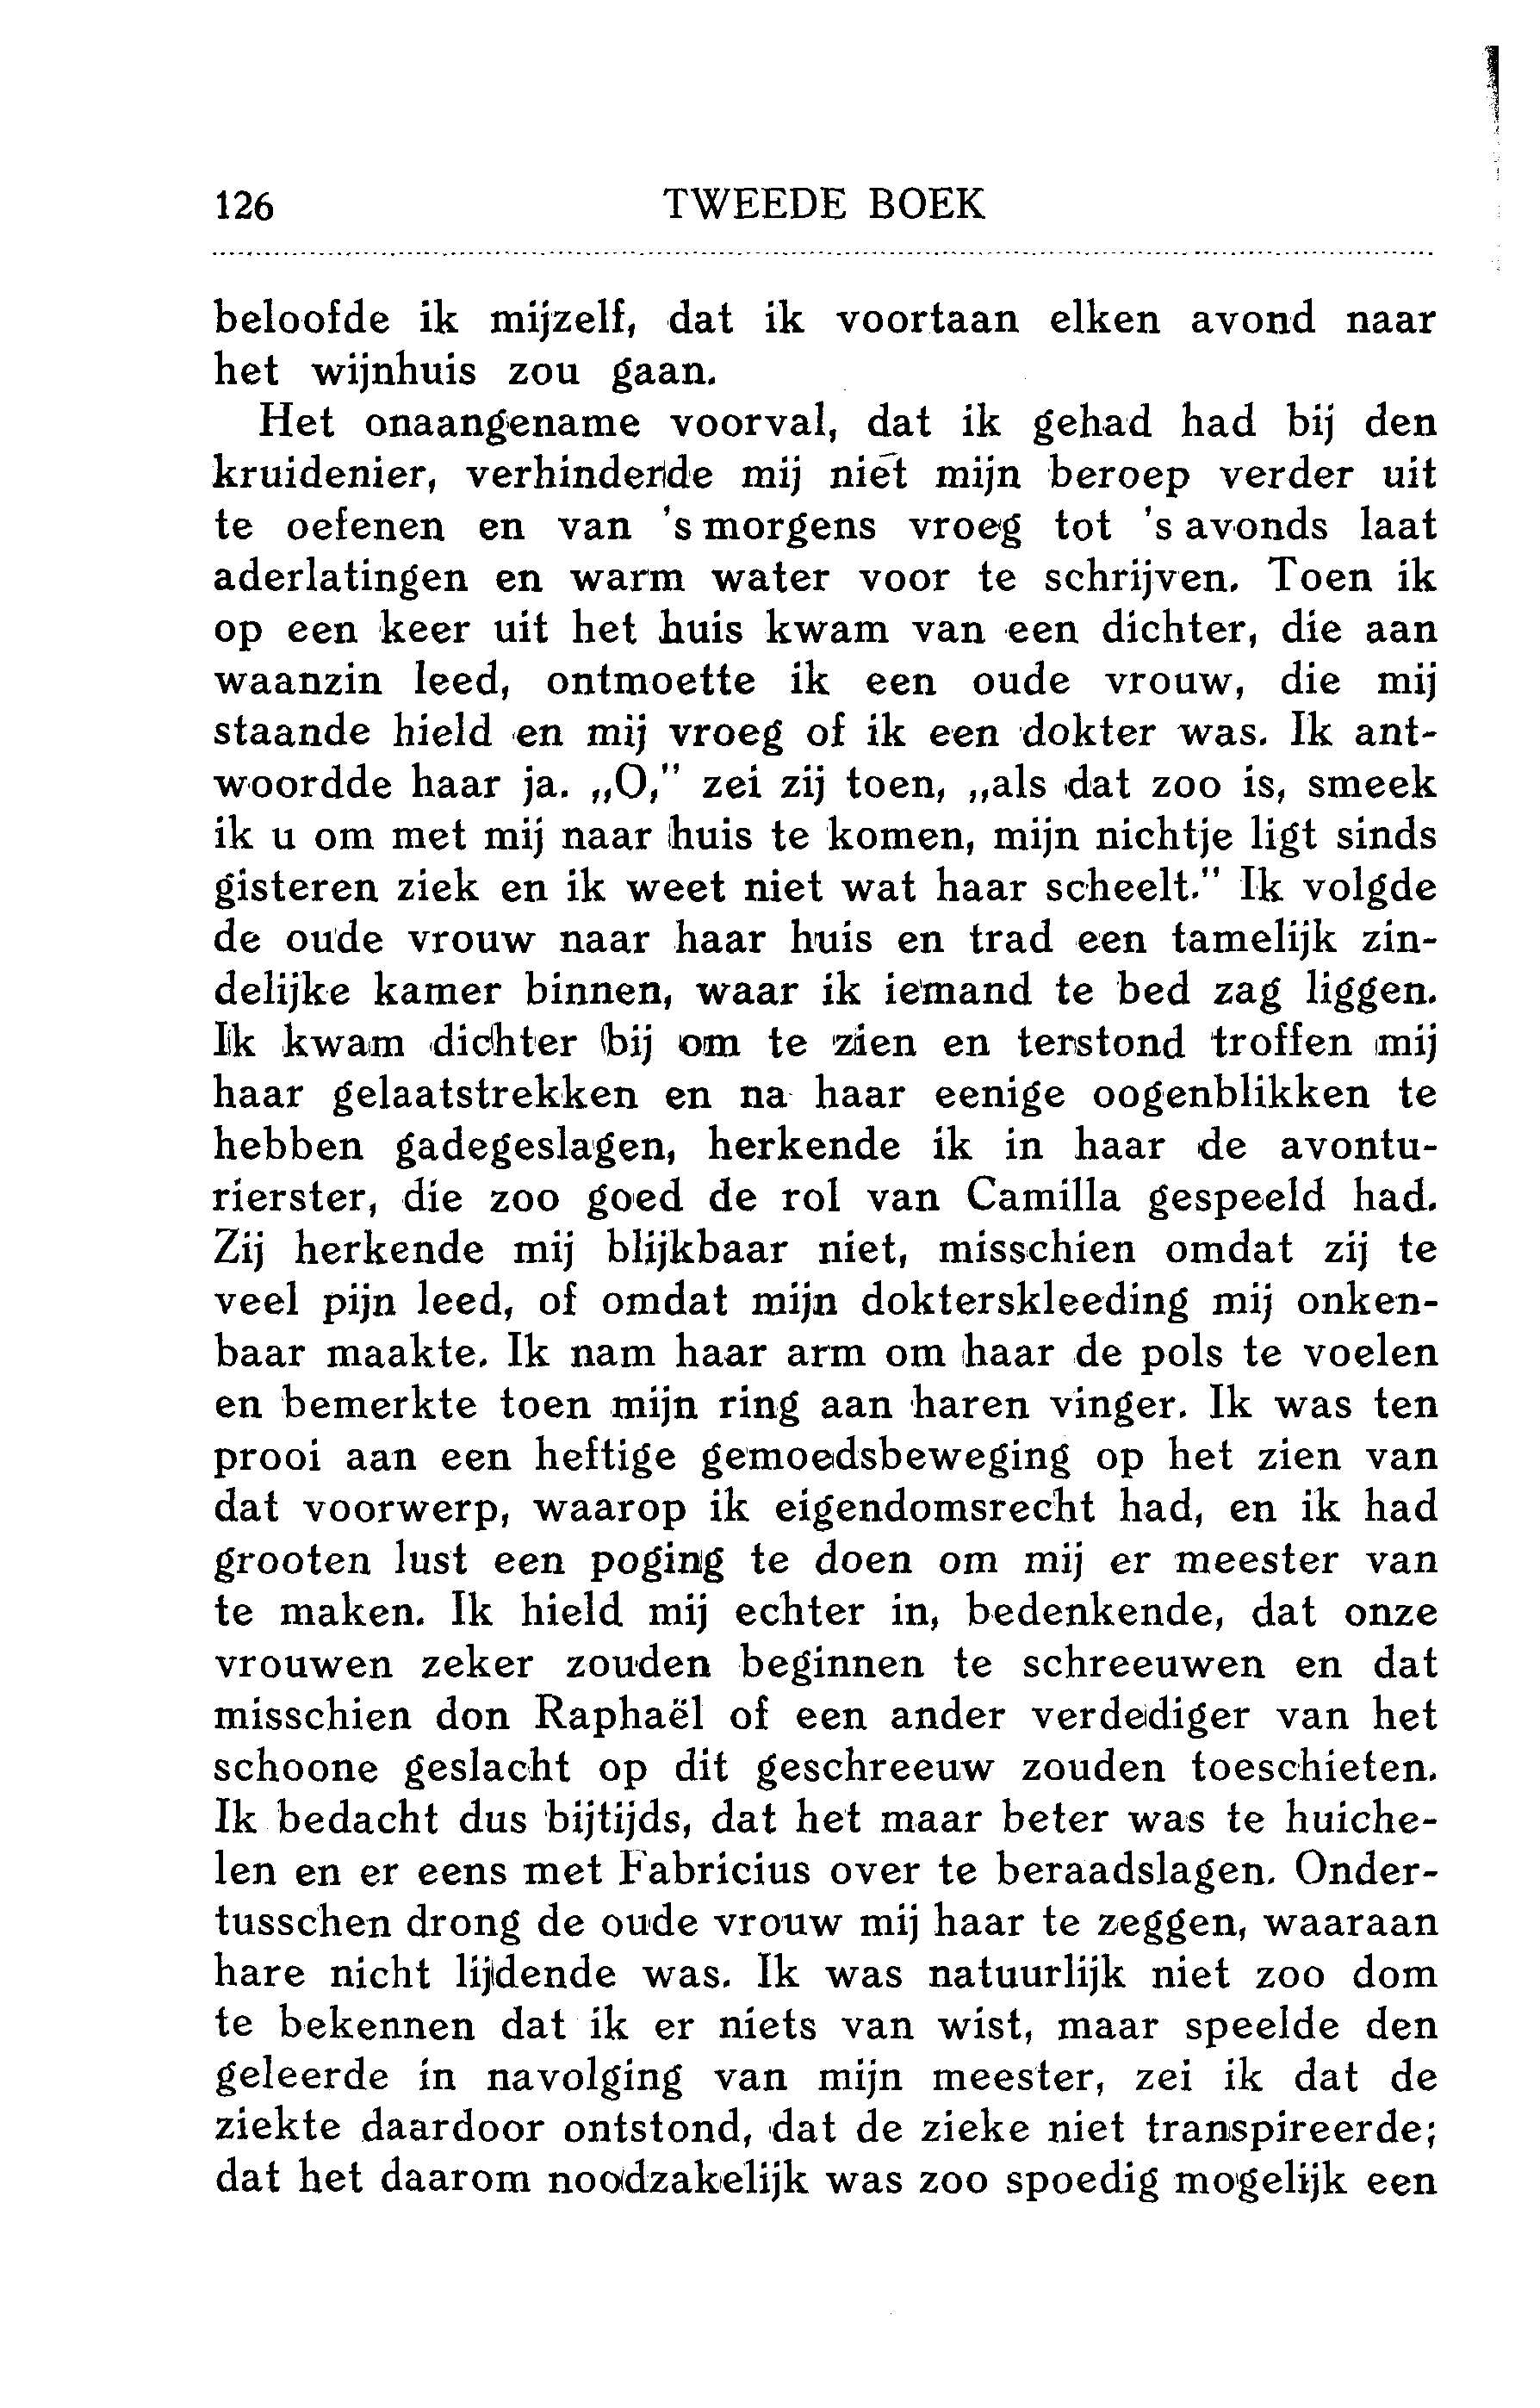 126 TWEEDE BOEK
beloofde ik mijzelf, dat ik voortaan elken avond naar
het wijnhuis zou gaan.
Het onaangename voorval, dat ik gehad had bij den
kruidenier, verhinderde mij niet mijn beroep verder uit
te oefenen en van 's morgens vroeg tot 's avonds laat
aderlatingen en warm water voor te schrijven. Toen ik
op een keer uit het huis kwam van een dichter, die aan
waanzin leed, ontmoette ik een oude vrouw, die mij
staande hield en mij vroeg of ik een dokter was. Ik ant-
woordde haar ja. „O,” zei zij toen, „als dat zoo is, smeek
ik u om met mij naar huis te komen, mijn nichtje ligt sinds
gisteren ziek en ik weet niet wat haar scheelt.” Ik volgde
de oude vrouw naar haar huis en trad een tamelijk zin-
delijke kamer binnen, waar ik iemand te bed zag liggen.
Ik kwam dichter bij om te zien en terstond troffen mij
haar gelaatstrekken en na haar eenige oogenblikken te
hebben gadegeslagen, herkende ik in haar de avontu-
rierster, die zoo goed de rol van Camilla gespeeld had.
Zij herkende mij blijkbaar niet, misschien omdat zij te
veel pijn leed, of omdat mijn dokterskleeding mij onken-
baar maakte. Ik nam haar arm om haar de pols te voelen
en bemerkte toen mijn ring aan haren vinger. Ik was ten
prooi aan een heftige gemoedsbeweging op het zien van
dat voorwerp, waarop ik eigendomsrecht had, en ik had
grooten lust een poging te doen om mij er meester van
te maken. Ik hield mij echter in, bedenkende, dat onze
vrouwen zeker zouden beginnen te schreeuwen en dat
misschien don Raphaël of een ander verdediger van het
schoone geslacht op dit geschreeuw zouden toeschieten.
Ik bedacht dus bijtijds, dat het maar beter was te huiche-
len en er eens met Fabricius over te beraadslagen. Onder-
tusschen drong de oude vrouw mij haar te zeggen, waaraan
hare nicht lijdende was. Ik was natuurlijk niet zoo dom
te bekennen dat ik er niets van wist, maar speelde den
geleerde in navolging van mijn meester, zei ik dat de
ziekte daardoor ontstond, dat de zieke niet transpireerde;
dat het daarom noodzakelijk was zoo spoedig mogelijk een